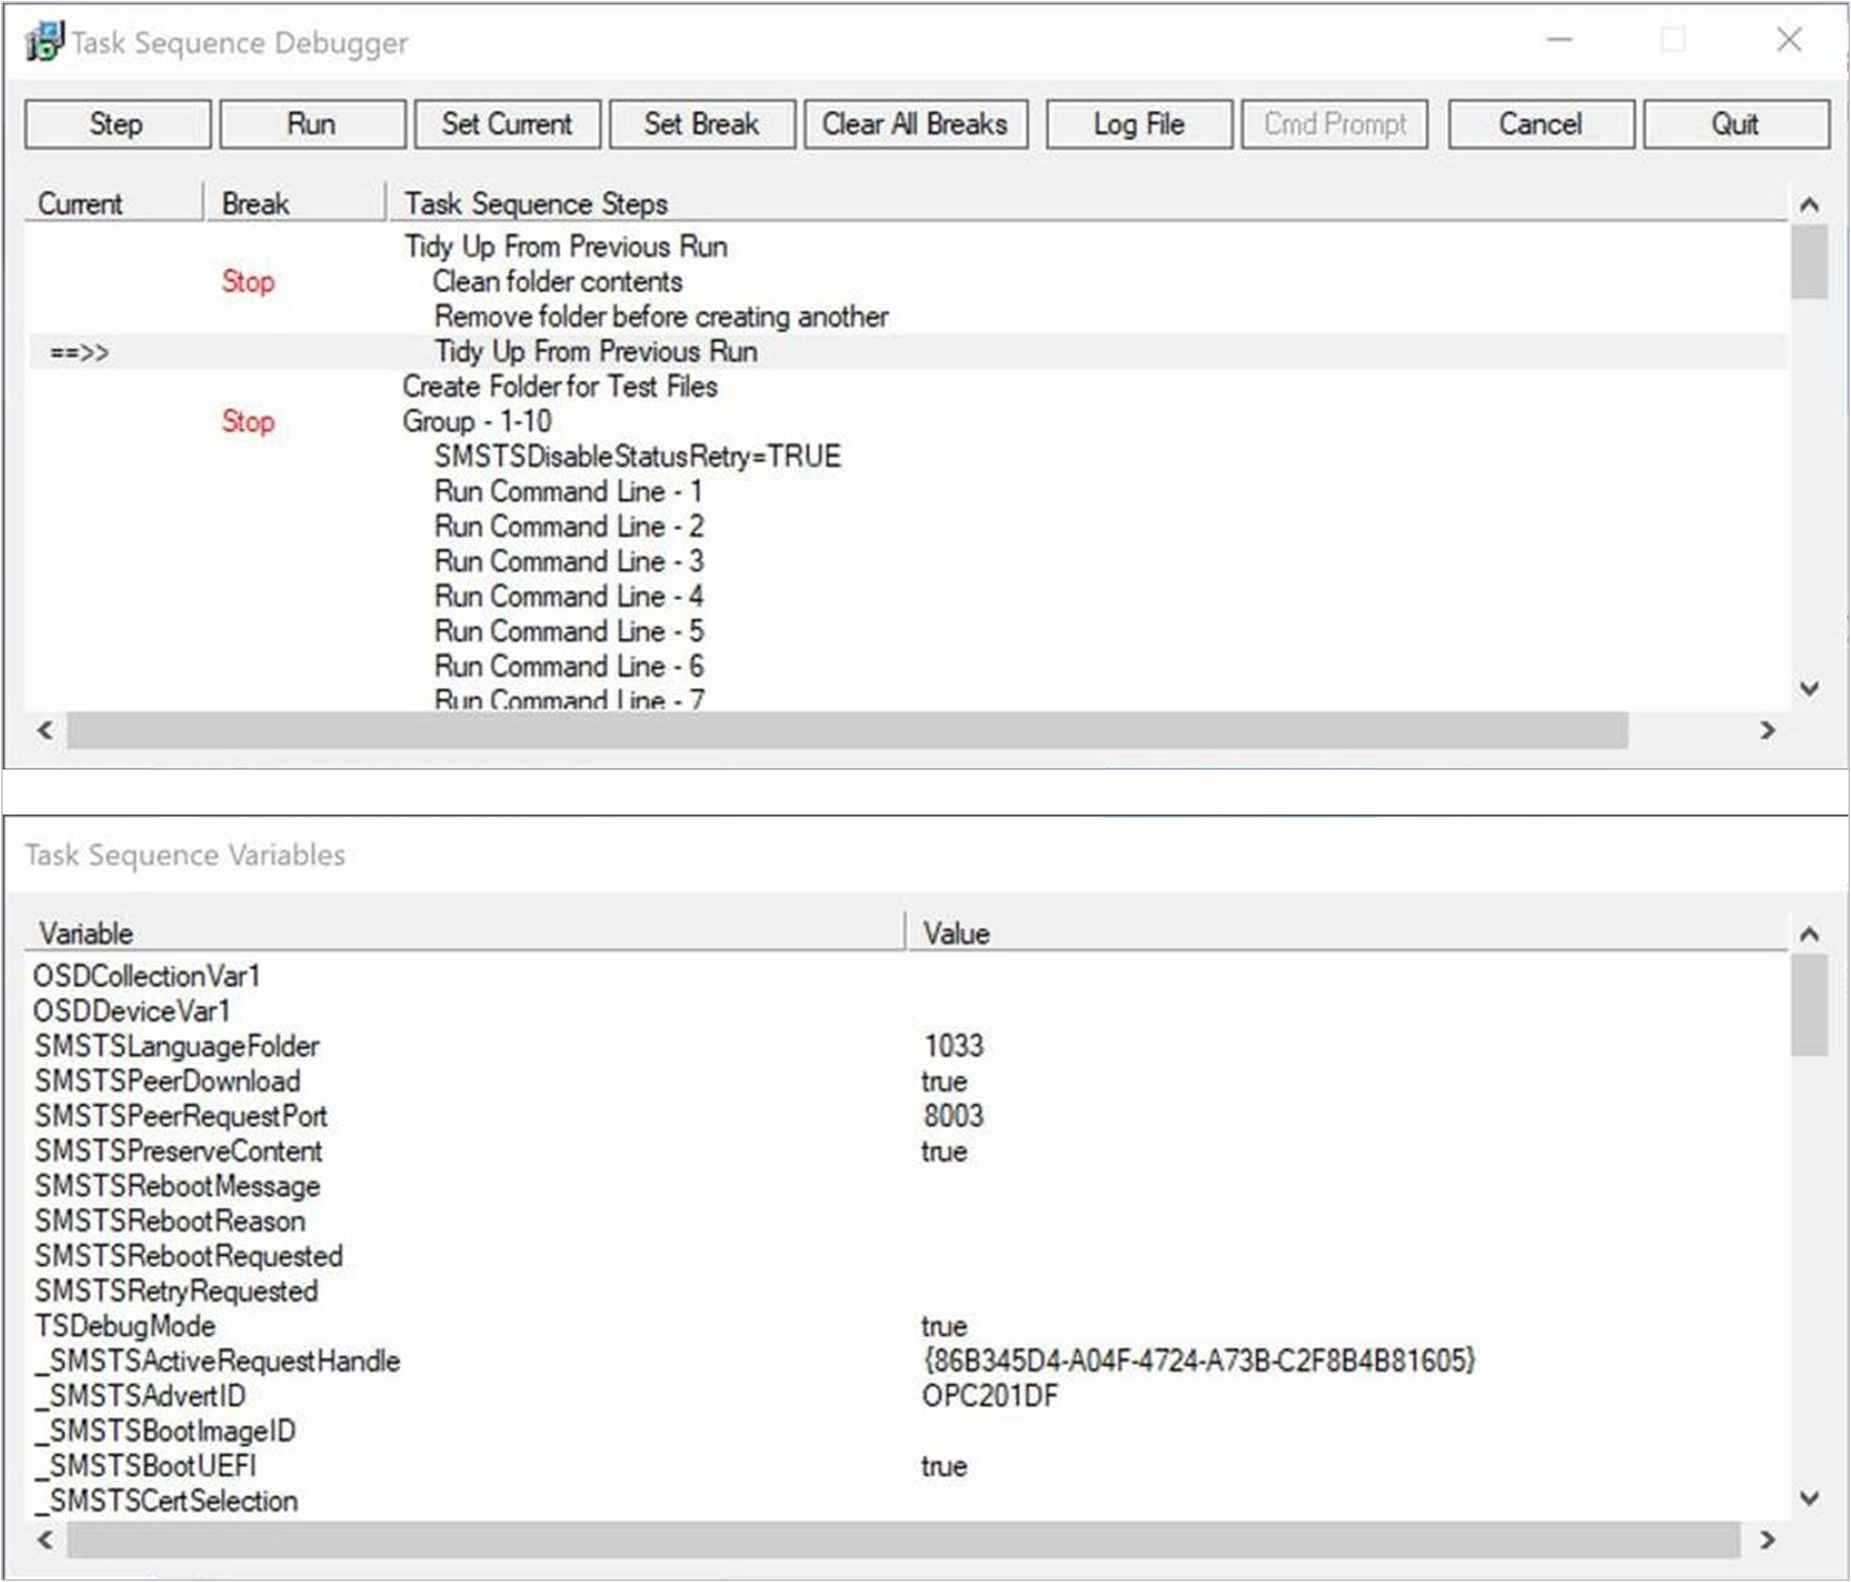 Task Sequence Debugger
Step Run Set Current Set Break Clear All Breaks Log File Cmd Prompt Cancel Quit
Current Break Task Sequence Steps
Tidy Up From Previous Run
Stop Clean folder contents
Remove folder before creating another
==>> Tidy Up From Previous Run
Create Folder for Test Files
Stop Group - 1-10
SMSTSDisableStatusRetry=TRUE
Run Command Line - 1
Run Command Line - 2
Run Command Line - 3
Run Command Line - 4
Run Command Line - 5
Run Command Line - 6
Run Command Line - 7
Task Sequence Variables
Variable Value
OSDCollectionVar1
OSDDeviceVar1
SMSTSLanguageFolder 1033
SMSTSPeerDownload true
SMSTSPeerRequestPort 8003
SMSTSPreserveContent true
SMSTSRebootMessage
SMSTSRebootReason
SMSTSRebootRequested
SMSTSRetryRequested
TSDebugMode true
_SMSTSActiveRequestHandle {86B345D4-A04F-4724-A73B-C2F8B4B81605}
_SMSTSAdvertID OPC201DF
_SMSTSBootImageID
_SMSTSBootUEFI true
_SMSTSCertSelection